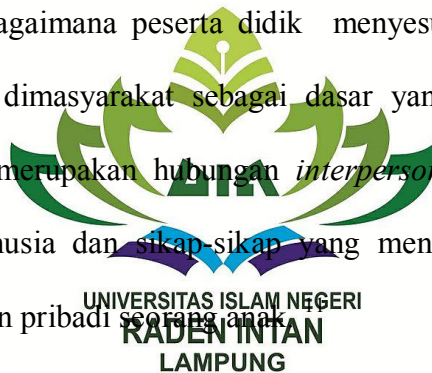 agaimana peserta didik menyesu
dimasyarakat sebagai dasar yan
merupakan hubungan interperson
usia dan sikap-sikap yang men
UNIVERSITAS ISLAM NEGERI
n pribadi seorang anak. 11
RADEN INTAN
LAMPUNG